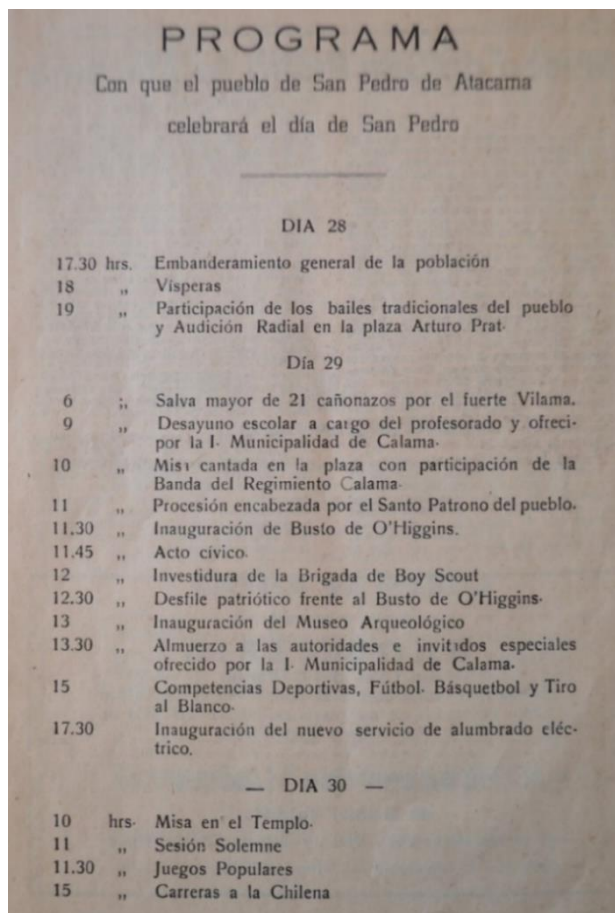 PROGRAMA
Con que el pueblo de San Pedro de Atacama
celebrará el día de San Pedro
DIA 28
17.30 hrs. Embanderamiento general de la población
18 „ Vísperas
19 „ Participación de los bailes tradicionales del pueblo
y Audición Radial en la plaza Arturo Prat.
Día 29
6 ;, Salva mayor de 21 cañonazos por el fuerte Vilama.
9 „ Desayuno escolar a cargo del profesorado y ofreci-
por la I. Municipalidad de Calama.
10 „ Misa cantada en la plaza con participación de la
Banda del Regimiento Calama.
11 „ Procesión encabezada por el Santo Patrono del pueblo.
11,30 „ Inauguración de Busto de O'Higgins.
11.45 „ Acto cívico.
12 „ Investidura de la Brigada de Boy Scout
12.30 „ Desfile patriótico frente al Busto de O'Higgins.
13 „ Inauguración del Museo Arqueológico
13.30 „ Almuerzo a las autoridades e invitados especiales
ofrecido por la I. Municipalidad de Calama.
15 Competencias Deportivas, Fútbol. Básquetbol y Tiro
al Blanco.
17.30 Inauguración del nuevo servicio de alumbrado eléc-
trico.
— DIA 30 —
10 hrs. Misa en el Templo.
11 „ Sesión Solemne
11.30 „ Juegos Populares
15 „ Carreras a la Chilena